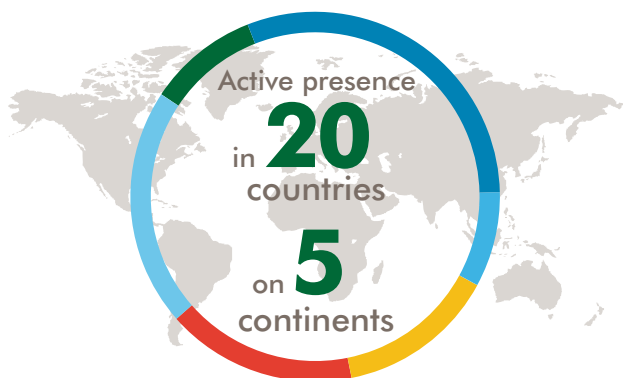 Active presence
in 20
countries
on 5
continents